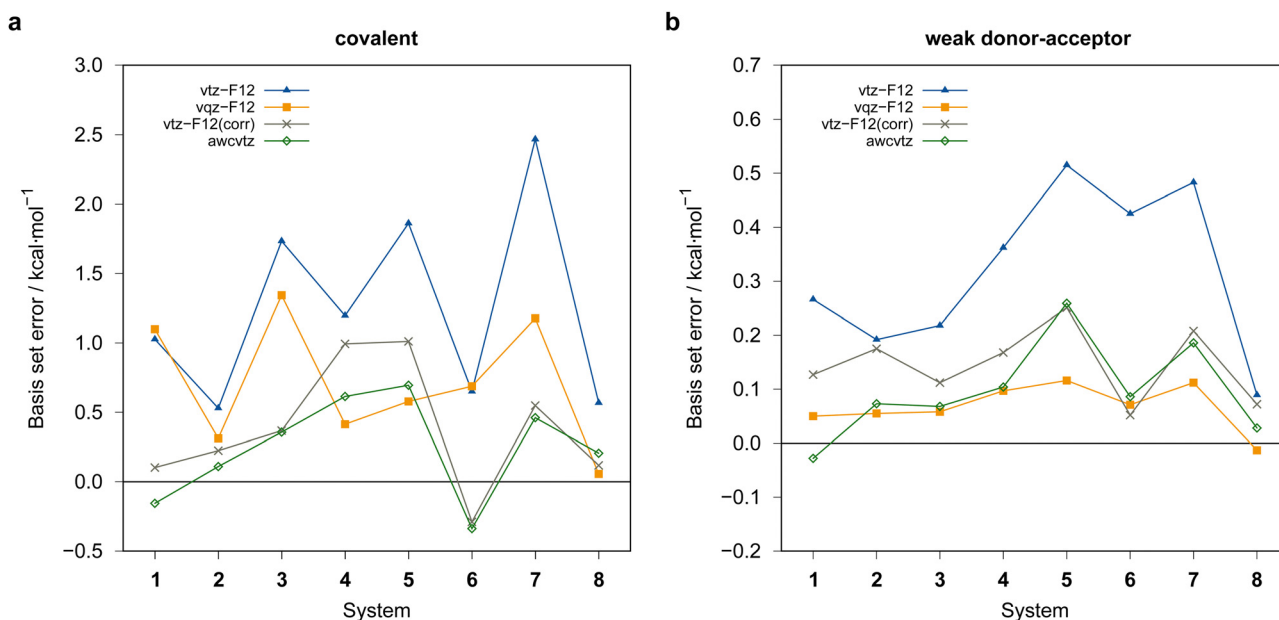 a
covalent
3.0
2.5
2.0
1.5
1.0
0.5
0.0
−0.5
Basis set error / kcal·mol⁻¹
vtz−F12
vqz−F12
vtz−F12(corr)
awcvtz
1 2 3 4 5 6 7 8
System
b
weak donor-acceptor
0.7
0.6
0.5
0.4
0.3
0.2
0.1
0.0
−0.1
−0.2
Basis set error / kcal·mol⁻¹
vtz−F12
vqz−F12
vtz−F12(corr)
awcvtz
1 2 3 4 5 6 7 8
System